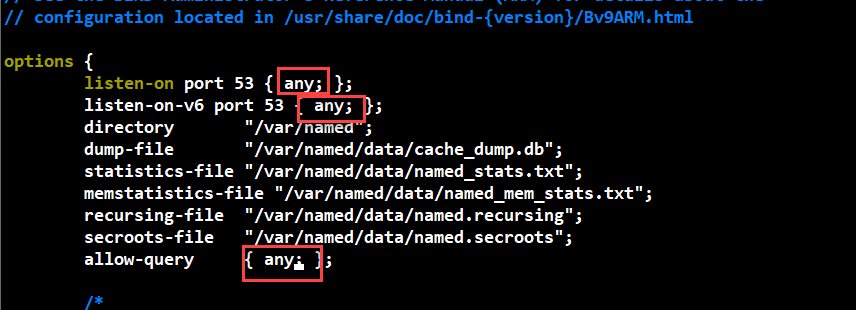 // configuration located in /usr/share/doc/bind-{version}/Bv9ARM.html
options {
listen-on port 53 { any; };
listen-on-v6 port 53 { any; };
directory "/var/named";
dump-file "/var/named/data/cache_dump.db";
statistics-file "/var/named/data/named_stats.txt";
memstatistics-file "/var/named/data/named_mem_stats.txt";
recursing-file "/var/named/data/named.recursing";
secroots-file "/var/named/data/named.secroots";
allow-query { any; };
/*